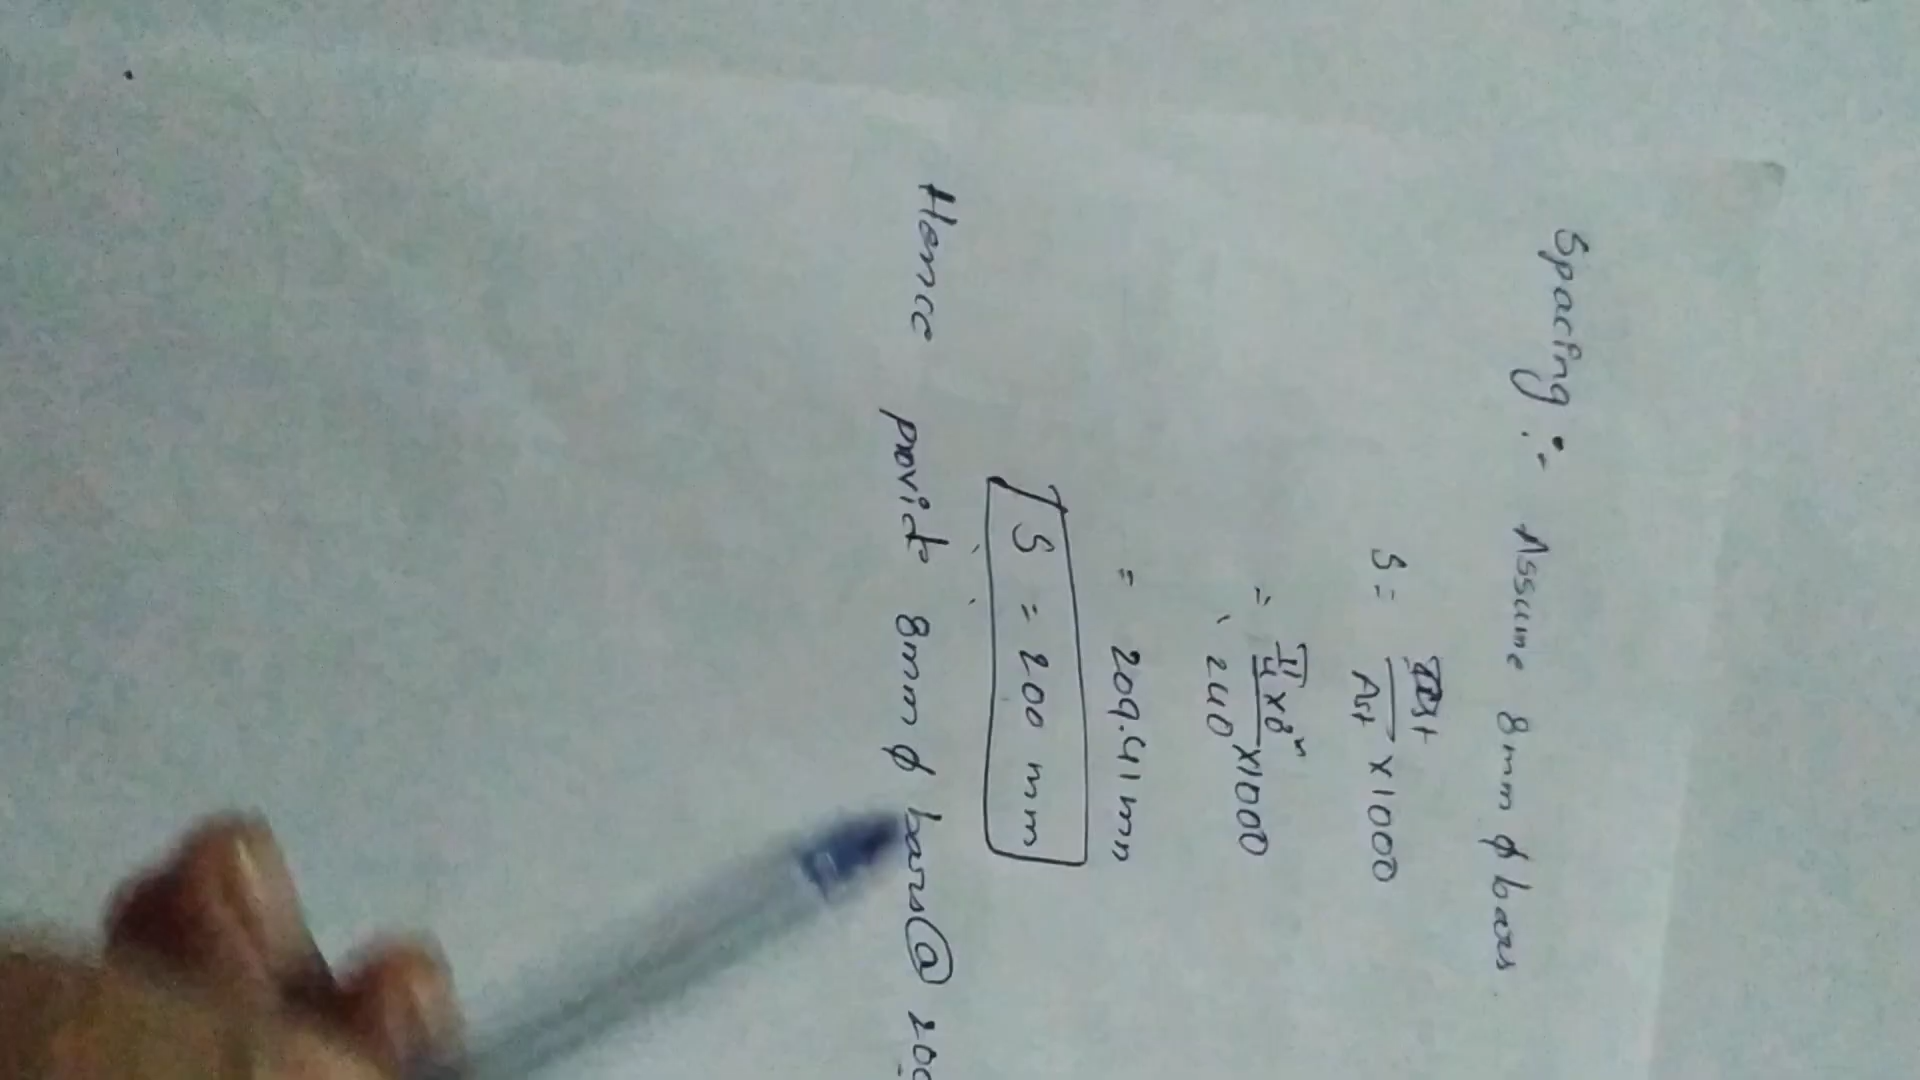 Spacing :- Assume 8mm ϕ bars
S = ast/Ast × 1000
= π/4 × 8²/240 × 1000
= 209.41 mm
S = 200 mm
Hence provide 8mm ϕ bars @ 200